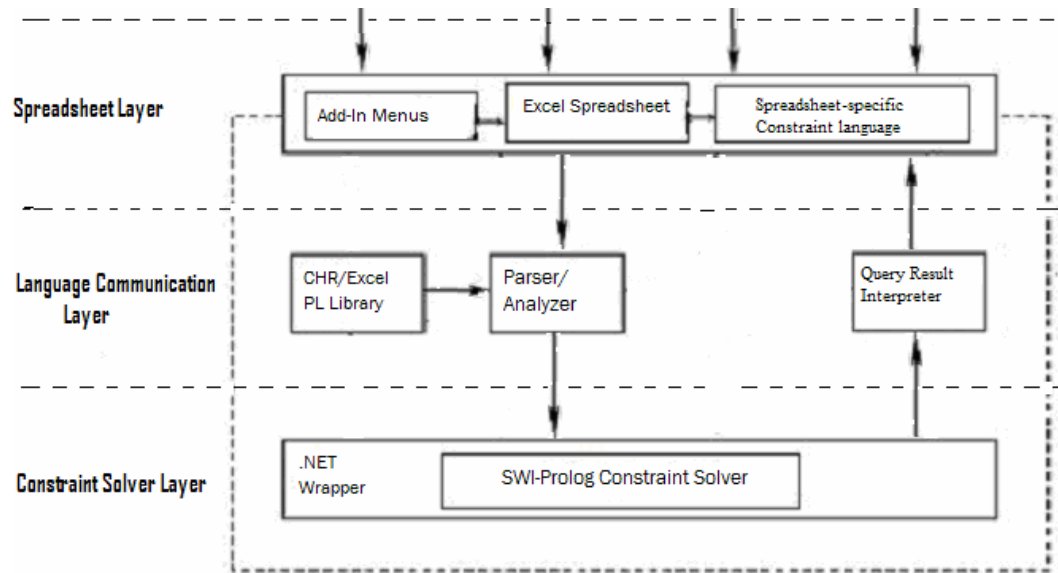 Spreadsheet Layer
Add-In Menus
Excel Spreadsheet
Spreadsheet-specific
Constraint language
Language Communication
Layer
CHR/Excel
PL Library
Parser/
Analyzer
Query Result
Interpreter
Constraint Solver Layer
.NET
Wrapper
SWI-Prolog Constraint Solver